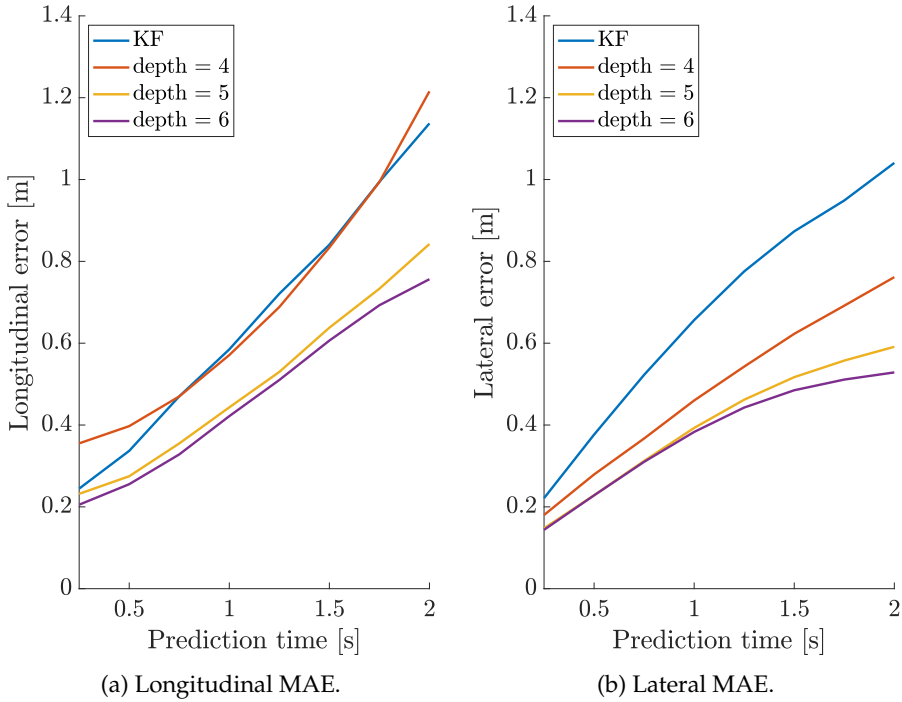 1.4
1.2
1
0.8
0.6
0.4
0.2
0
Longitudinal error [m]
KF
depth = 4
depth = 5
depth = 6
0.5 1 1.5 2
Prediction time [s]
(a) Longitudinal MAE.
1.4
1.2
1
0.8
0.6
0.4
0.2
0
Lateral error [m]
KF
depth = 4
depth = 5
depth = 6
0.5 1 1.5 2
Prediction time [s]
(b) Lateral MAE.